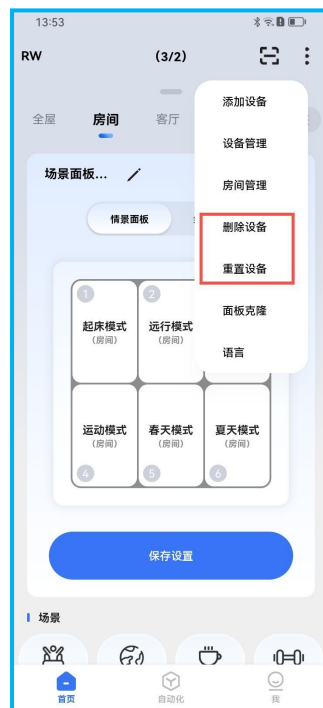 13:53
RW
(3/2)
添加设备
全屋
房间
客厅
设备管理
场景面板...
房间管理
情景面板
删除设备
重置设备
1
2
面板克隆
起床模式
(房间)
远行模式
(房间)
语言
运动模式
(房间)
春天模式
(房间)
夏天模式
(房间)
4
5
6
保存设置
场景
首页
自动化
我